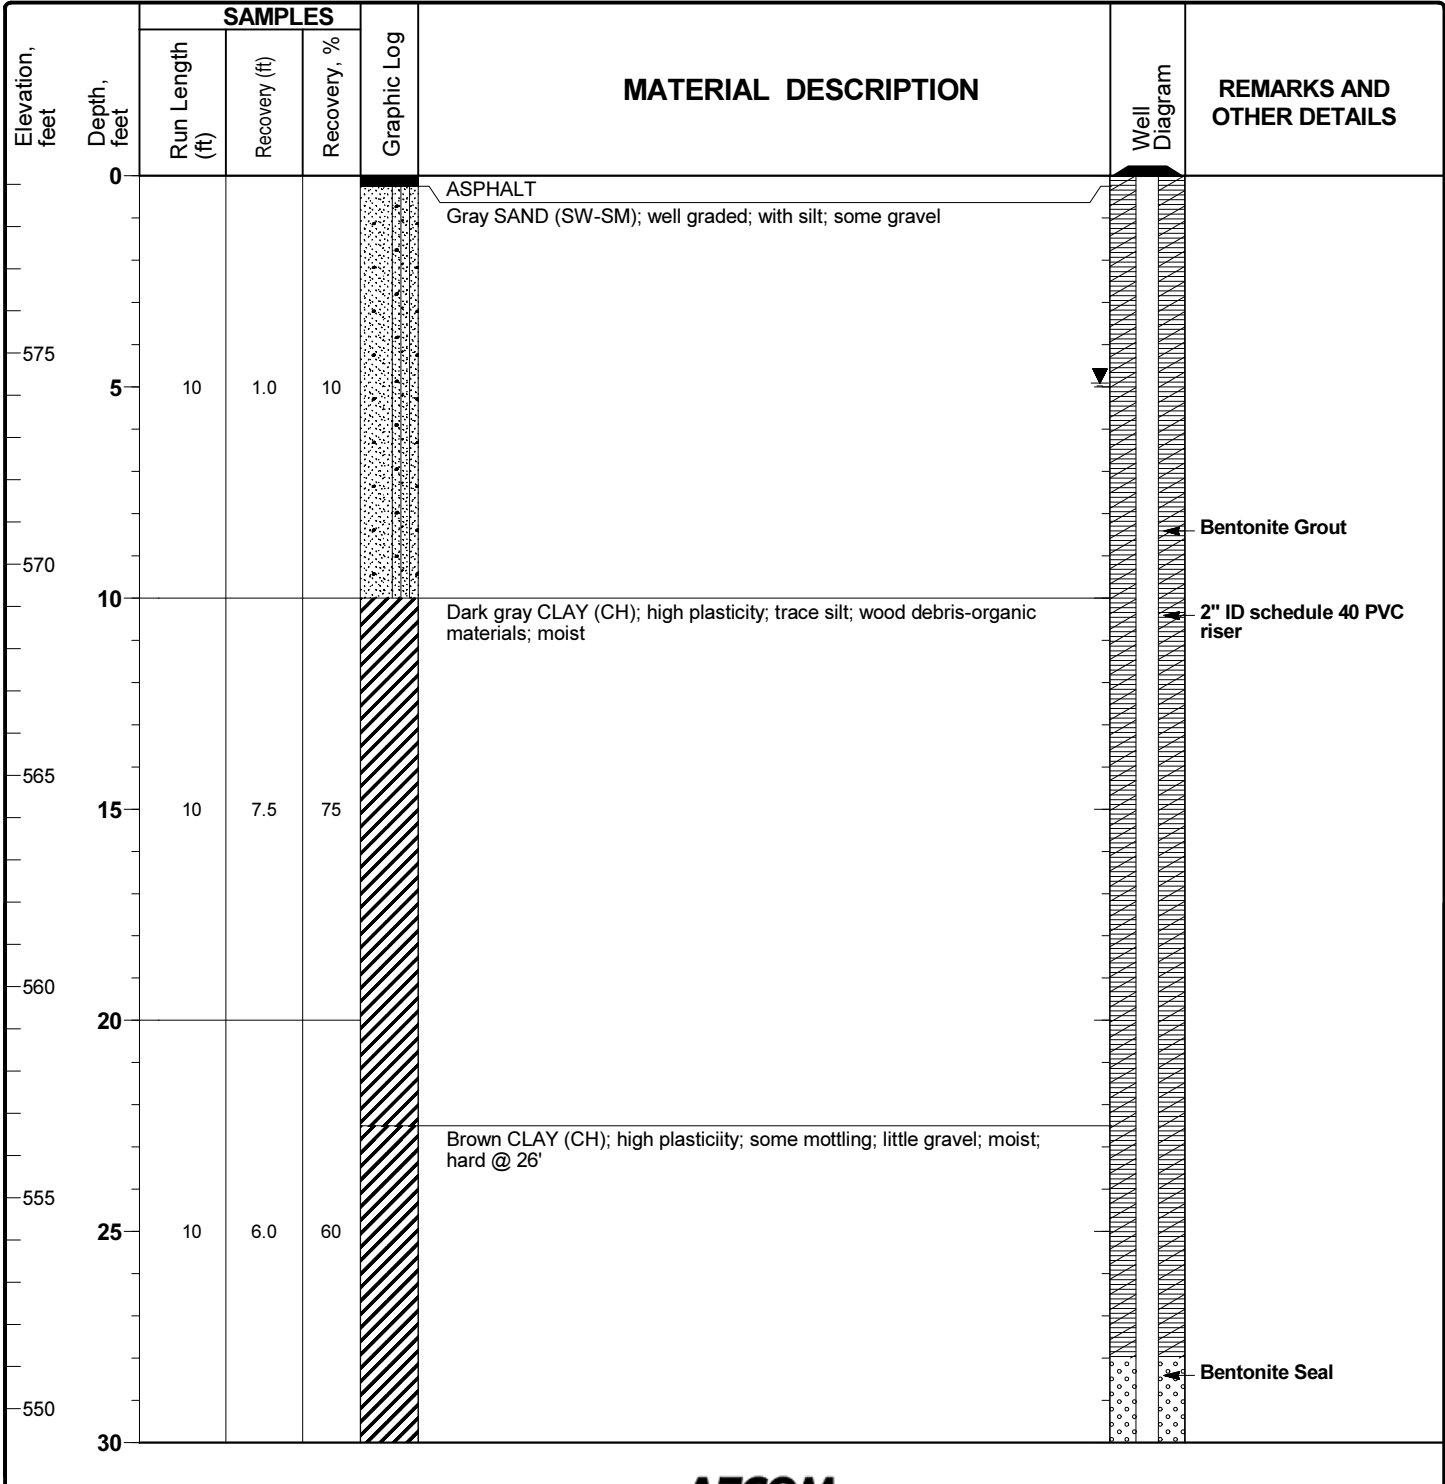 SAMPLES
Elevation,
feet
Depth,
feet
Run Length
(ft)
Recovery (ft)
Recovery, %
Graphic Log
MATERIAL DESCRIPTION
Well
Diagram
REMARKS AND
OTHER DETAILS
0
ASPHALT
Gray SAND (SW-SM); well graded; with silt; some gravel
575
5
10
1.0
10
Bentonite Grout
570
10
Dark gray CLAY (CH); high plasticity; trace silt; wood debris-organic
materials; moist
2" ID schedule 40 PVC
riser
565
15
10
7.5
75
560
20
Brown CLAY (CH); high plasticiity; some mottling; little gravel; moist;
hard @ 26'
555
25
10
6.0
60
Bentonite Seal
550
30
AECOM